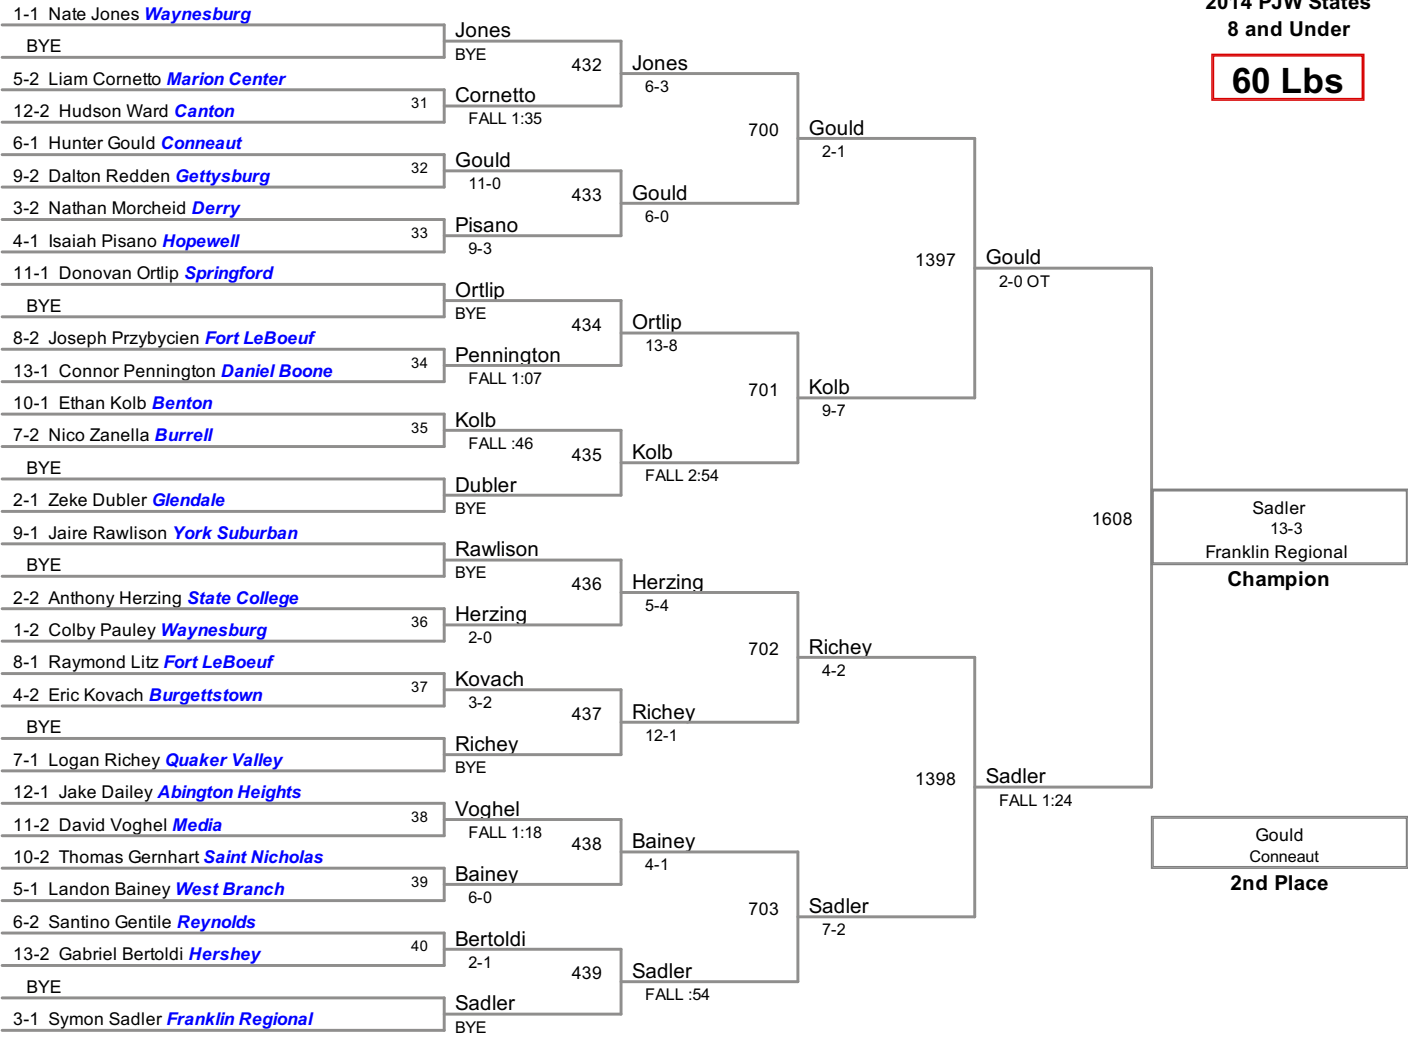 2014 PJW States
8 and Under
60 Lbs
1-1 Nate Jones Waynesburg
BYE
5-2 Liam Cornetto Marion Center
12-2 Hudson Ward Canton
6-1 Hunter Gould Conneaut
9-2 Dalton Redden Gettysburg
3-2 Nathan Morcheid Derry
4-1 Isaiah Pisano Hopewell
11-1 Donovan Ortlip Springford
BYE
8-2 Joseph Przybycien Fort LeBoeuf
13-1 Connor Pennington Daniel Boone
10-1 Ethan Kolb Benton
7-2 Nico Zanella Burrell
BYE
2-1 Zeke Dubler Glendale
9-1 Jaire Rawlison York Suburban
BYE
2-2 Anthony Herzing State College
1-2 Colby Pauley Waynesburg
8-1 Raymond Litz Fort LeBoeuf
4-2 Eric Kovach Burgettstown
BYE
7-1 Logan Richey Quaker Valley
12-1 Jake Dailey Abington Heights
11-2 David Voghel Media
10-2 Thomas Gernhart Saint Nicholas
5-1 Landon Bainey West Branch
6-2 Santino Gentile Reynolds
13-2 Gabriel Bertoldi Hershey
BYE
3-1 Symon Sadler Franklin Regional
31
32
33
34
35
36
37
38
39
40
Jones
BYE
Cornetto
FALL 1:35
Gould
11-0
Pisano
9-3
Ortlip
BYE
Pennington
FALL 1:07
Kolb
FALL :46
Dubler
BYE
Rawlison
BYE
Herzing
2-0
Kovach
3-2
Richey
BYE
Voghel
FALL 1:18
Bainey
6-0
Bertoldi
2-1
Sadler
BYE
432
433
434
435
436
437
438
439
Jones
6-3
Gould
6-0
Ortlip
13-8
Kolb
FALL 2:54
Herzing
5-4
Richey
12-1
Bainey
4-1
Sadler
FALL :54
700
701
702
703
Gould
2-1
Kolb
9-7
Richey
4-2
Sadler
7-2
1397
1398
Gould
2-0 OT
Sadler
FALL 1:24
1608
Sadler
13-3
Franklin Regional
Champion
Gould
Conneaut
2nd Place